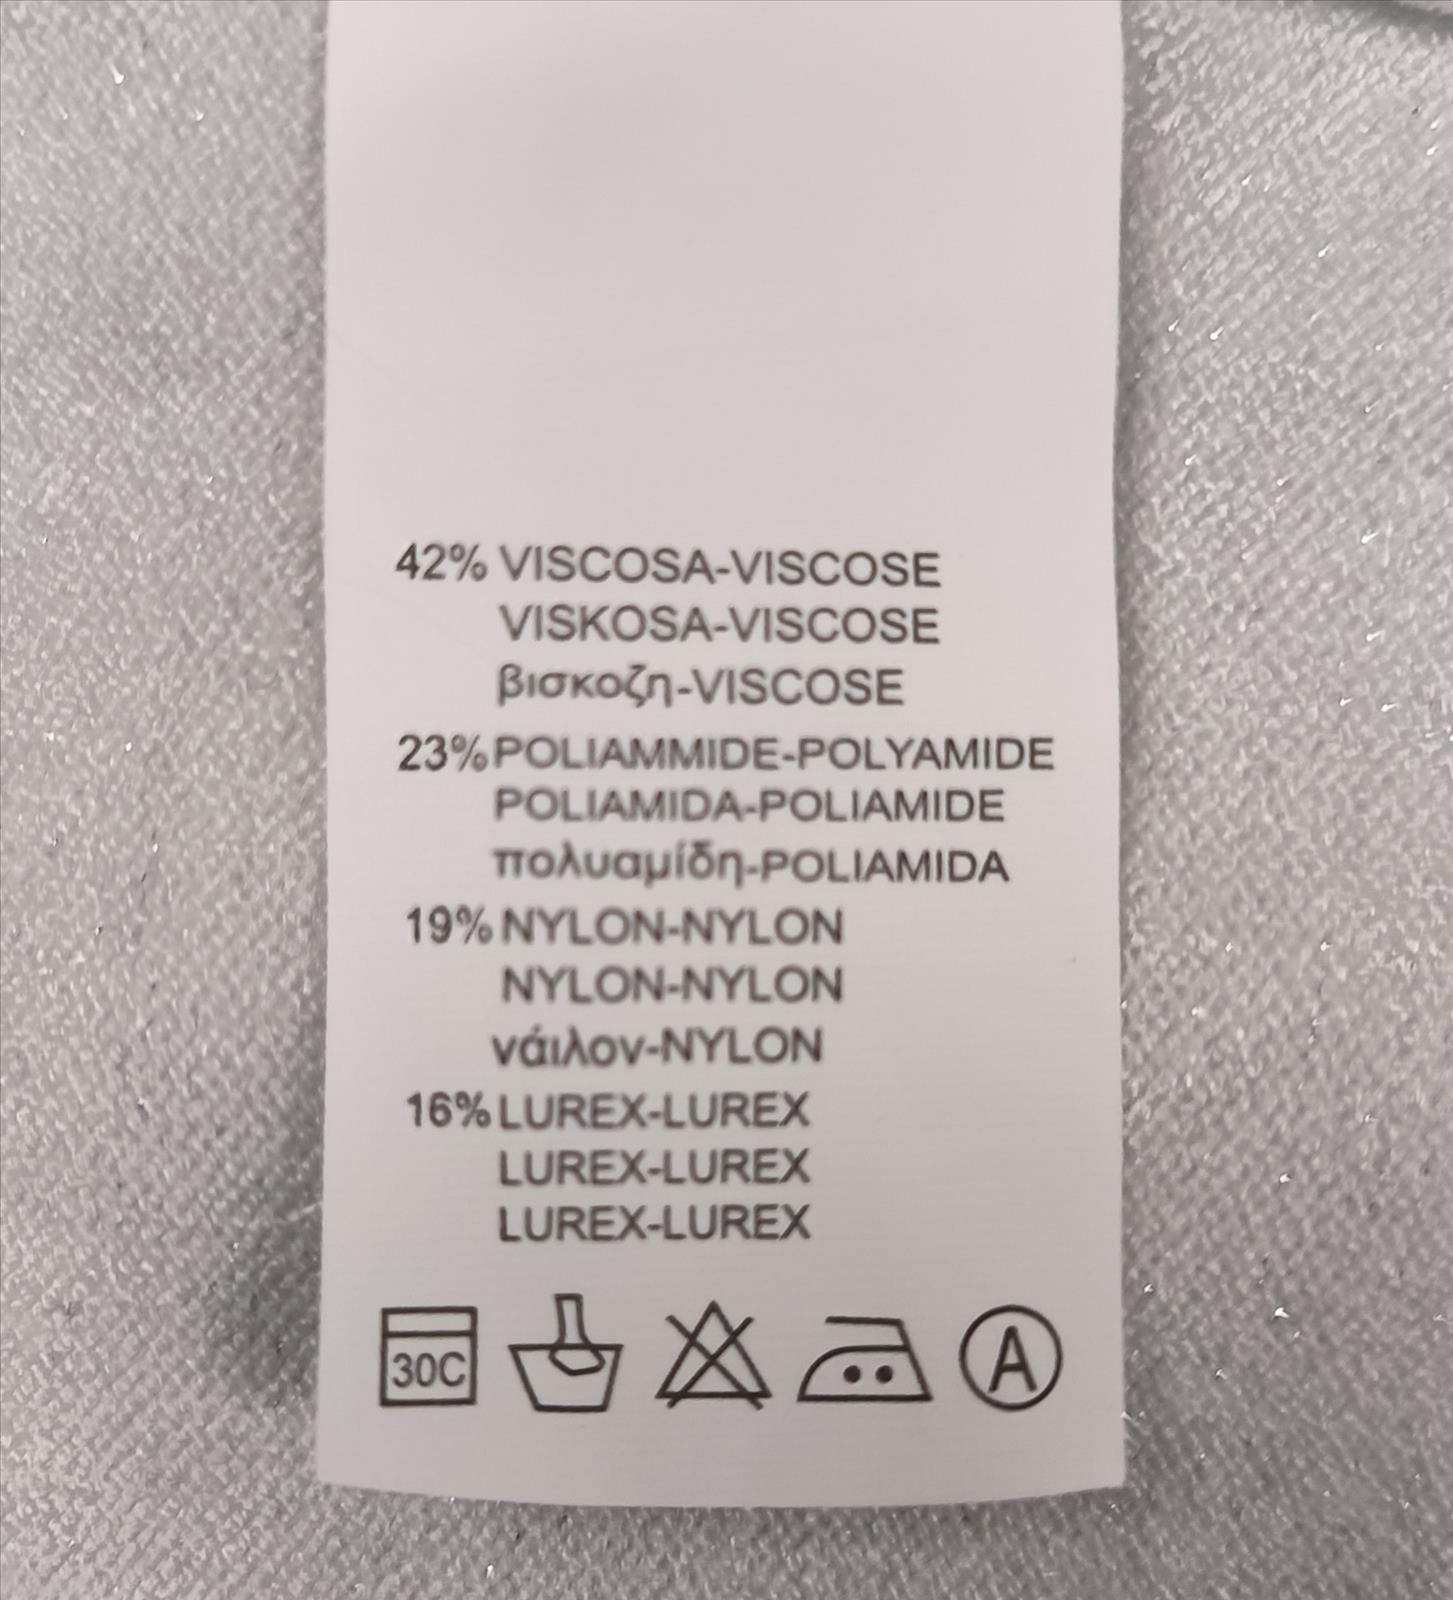 42% VISCOSA-VISCOSE
VISKOSA-VISCOSE
βισκοζη-VISCOSE
23% POLIAMMIDE-POLYAMIDE
POLIAMIDA-POLIAMIDE
πολυαμίδη-POLIAMIDA
19% NYLON-NYLON
NYLON-NYLON
νάιλον-NYLON
16% LUREX-LUREX
LUREX-LUREX
LUREX-LUREX
30C A